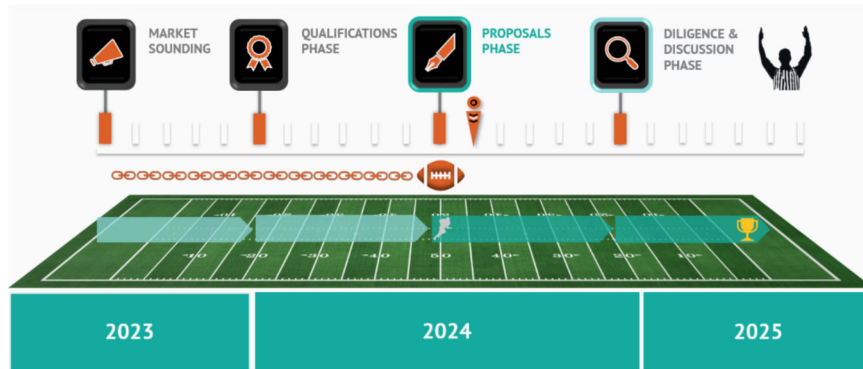 MARKET
SOUNDING
QUALIFICATIONS
PHASE
PROPOSALS
PHASE
DILIGENCE &
DISCUSSION
PHASE
10 20 30 40 50 40 30 20 10
2023
2024
2025